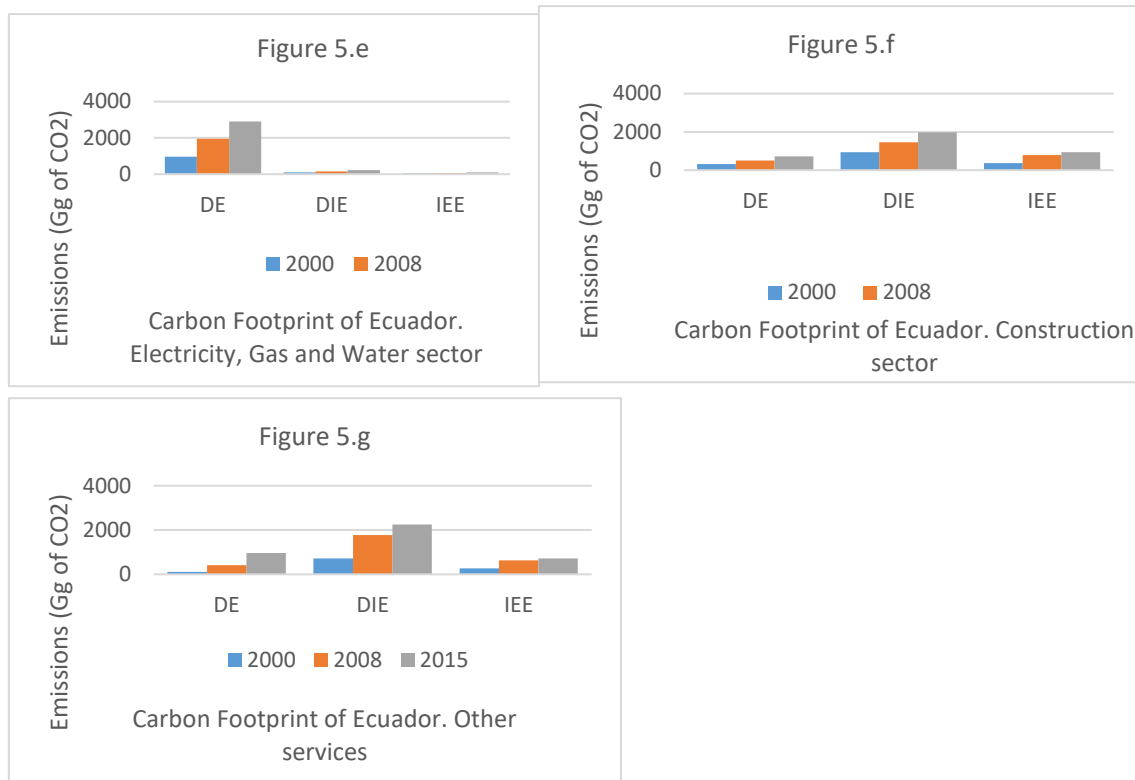 Figure 5.e
Emissions (Gg of CO2)
4000
2000
0
DE DIE IEE
2000 2008
Carbon Footprint of Ecuador.
Electricity, Gas and Water sector
Figure 5.f
Emissions (Gg of CO2)
4000
2000
0
DE DIE IEE
2000 2008
Carbon Footprint of Ecuador. Construction
sector
Figure 5.g
Emissions (Gg of CO2)
4000
2000
0
DE DIE IEE
2000 2008 2015
Carbon Footprint of Ecuador. Other
services